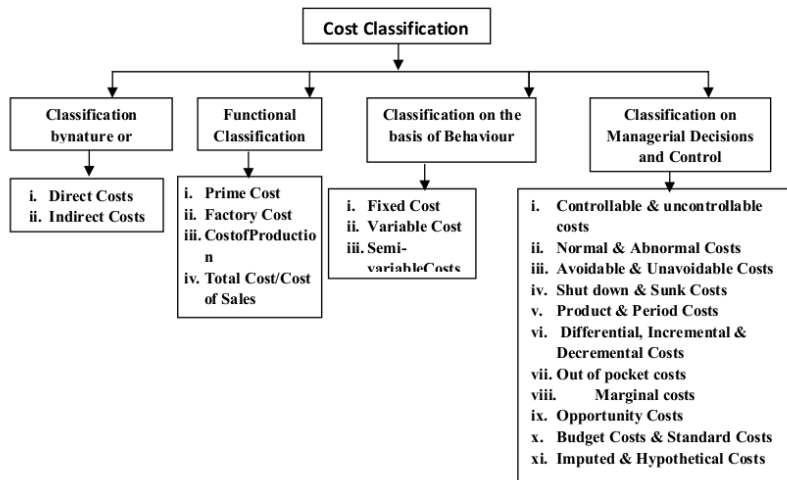 Cost Classification
Classification
bynature or
Functional
Classification
Classification on the
basis of Behaviour
Classification on
Managerial Decisions
and Control
i. Direct Costs
ii. Indirect Costs
i. Prime Cost
ii. Factory Cost
iii. CostofProductio
n
iv. Total Cost/Cost
of Sales
i. Fixed Cost
ii. Variable Cost
iii. Semi-
variableCosts
i. Controllable & uncontrollable
costs
ii. Normal & Abnormal Costs
iii. Avoidable & Unavoidable Costs
iv. Shut down & Sunk Costs
v. Product & Period Costs
vi. Differential, Incremental &
Decremental Costs
vii. Out of pocket costs
viii. Marginal costs
ix. Opportunity Costs
x. Budget Costs & Standard Costs
xi. Imputed & Hypothetical Costs